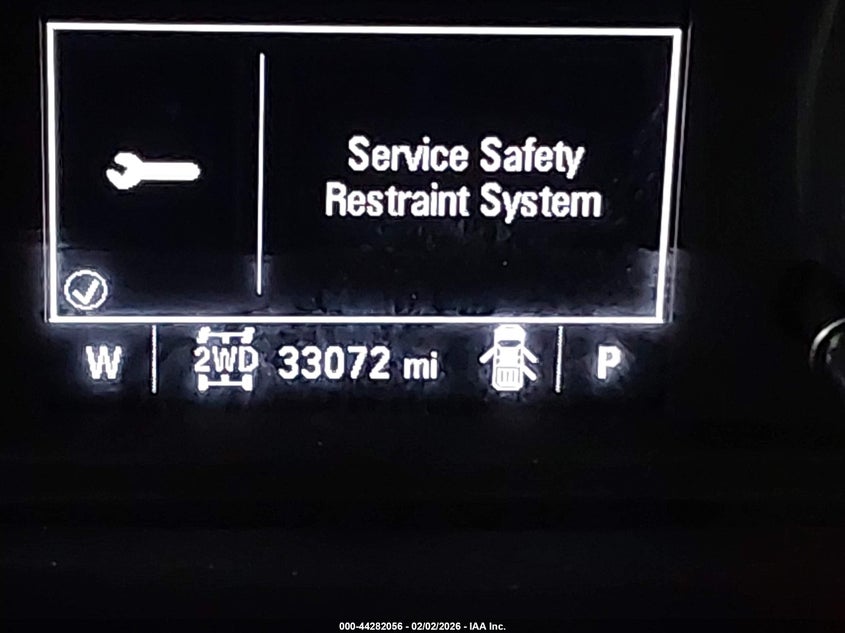 Service Safety
Restraint System
W 2WD 33072 mi P
000-44282056 - 02/02/2026 - IAA Inc.